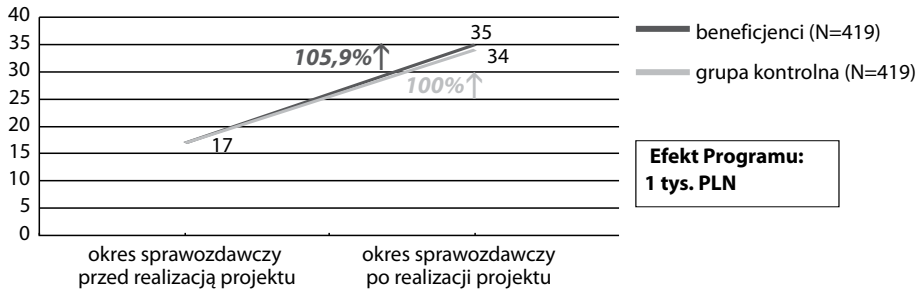 40
35
30
25
20
15
10
5
0
105,9%
100%
35
34
17
okres sprawozdawczy
przed realizacją projektu
okres sprawozdawczy
po realizacji projektu
beneficjenci (N=419)
grupa kontrolna (N=419)
Efekt Programu:
1 tys. PLN